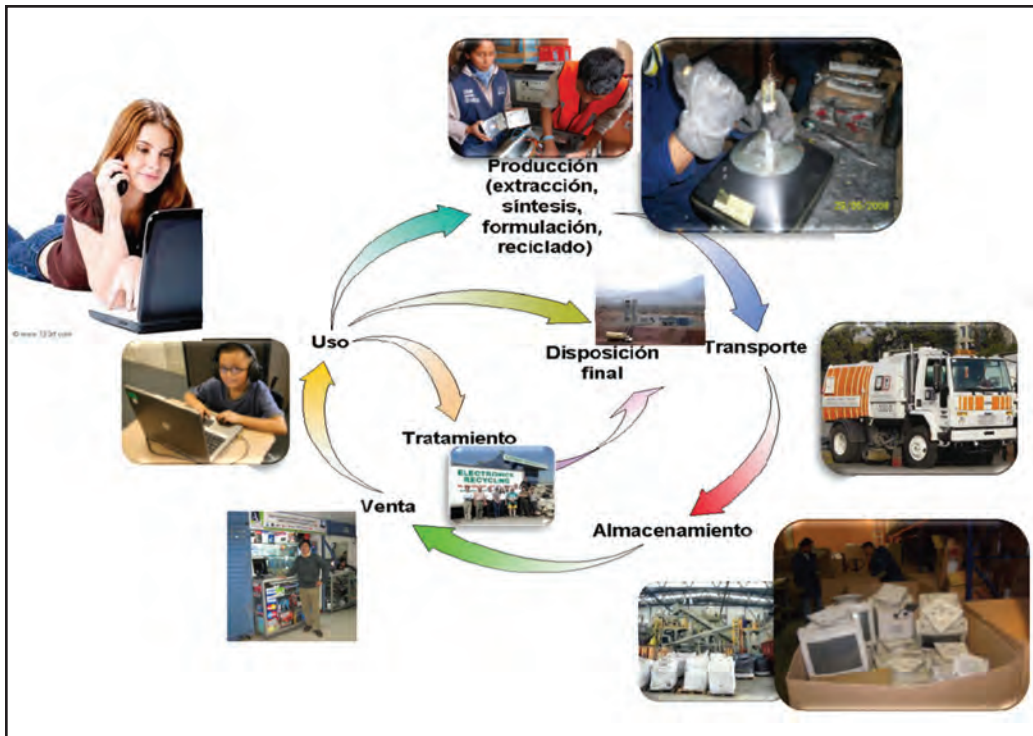 Producción
(extracción,
síntesis,
formulación,
reciclado)
Uso
Disposición
final
Transporte
Tratamiento
ELECTRONICS
RECYCLING
Venta
Almacenamiento